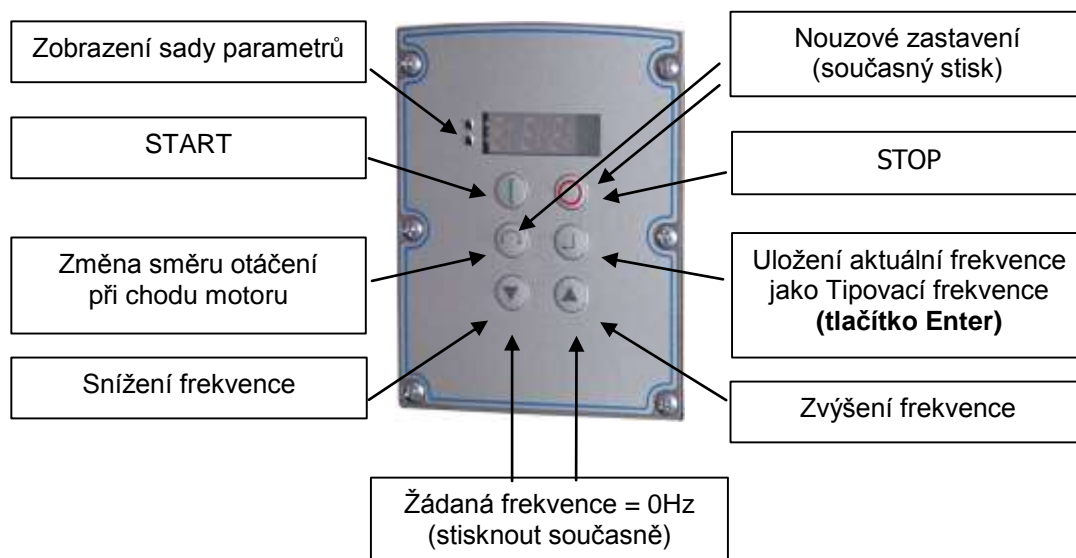 Zobrazení sady parametrů
Nouzové zastavení
(současný stisk)
START
STOP
Změna směru otáčení
při chodu motoru
Uložení aktuální frekvence
jako Tipovací frekvence
(tlačítko Enter)
Snížení frekvence
Zvýšení frekvence
Žádaná frekvence = 0Hz
(stisknout současně)